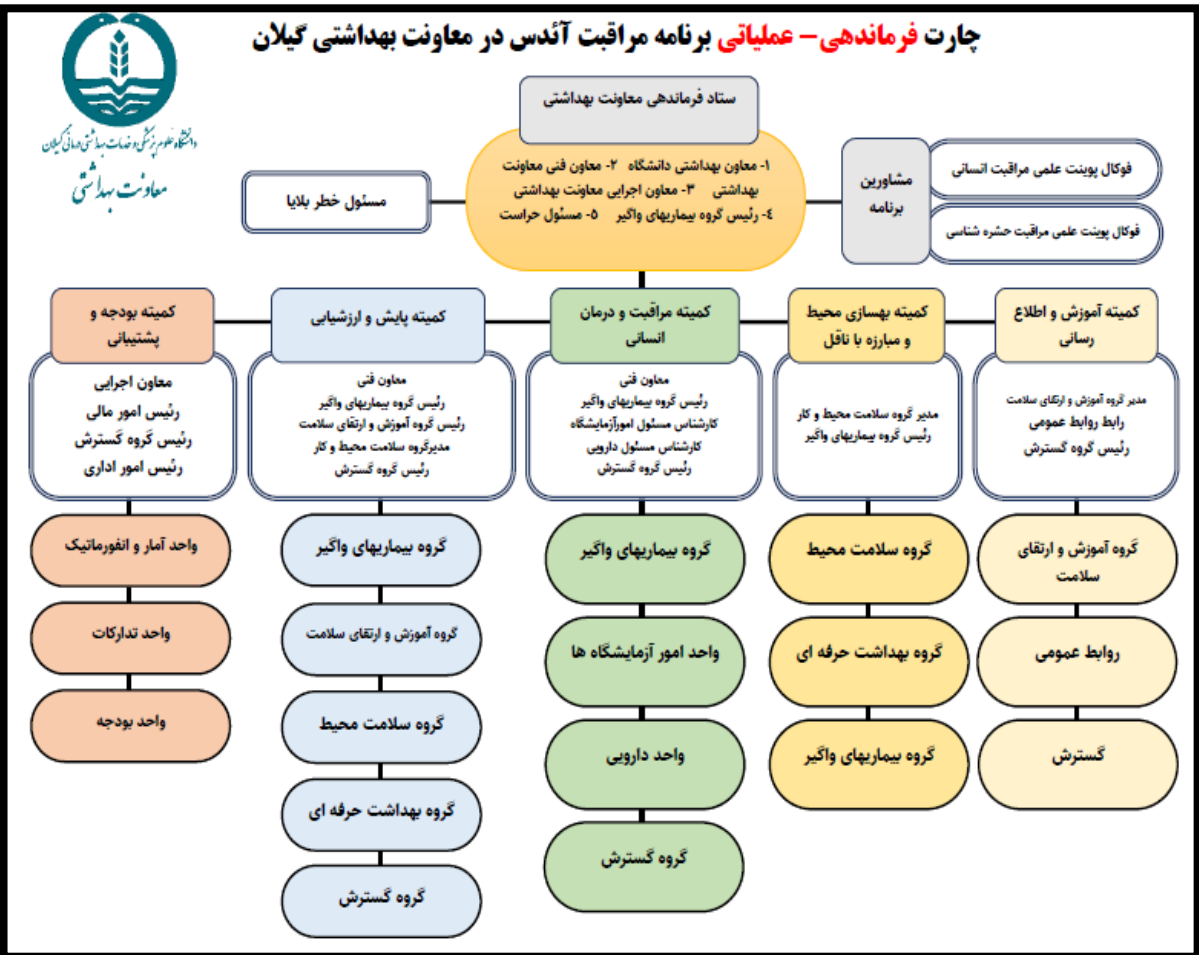 چارت فرماندهی- عملیاتی برنامه مراقبت آئدس در معاونت بهداشتی گیلان
دانشگاه علوم پزشکی و خدمات بهداشتی درمانی گیلان
معاونت بهداشتی
ستاد فرماندهی معاونت بهداشتی
۱- معاون بهداشتی دانشگاه ۲- معاون فنی معاونت
بهداشتی ۳- معاون اجرایی معاونت بهداشتی
٤- رئیس گروه بیماریهای واگیر ٥- مسئول حراست
مشاورین
برنامه
فوکال پوینت علمی مراقبت انسانی
فوکال پوینت علمی مراقبت حشره شناسی
مسئول خطر بلایا
کمیته آموزش و اطلاع
رسانی
مدیر گروه آموزش و ارتقای سلامت
رابط روابط عمومی
رئیس گروه گسترش
گروه آموزش و ارتقای
سلامت
روابط عمومی
گسترش
کمیته بهسازی محیط
و مبارزه با ناقل
مدیر گروه سلامت محیط و کار
رئیس گروه بیماریهای واگیر
گروه سلامت محیط
گروه بهداشت حرفه ای
گروه بیماریهای واگیر
کمیته مراقبت و درمان
انسانی
معاون فنی
رئیس گروه بیماریهای واگیر
کارشناس مسئول امورآزمایشگاه
کارشناس مسئول دارویی
رئیس گروه گسترش
گروه بیماریهای واگیر
واحد امور آزمایشگاه ها
واحد دارویی
گروه گسترش
کمیته پایش و ارزشیابی
معاون فنی
رئیس گروه بیماریهای واگیر
رئیس گروه آموزش و ارتقای سلامت
مدیرگروه سلامت محیط و کار
رئیس گروه گسترش
گروه بیماریهای واگیر
گروه آموزش و ارتقای سلامت
گروه سلامت محیط
گروه بهداشت حرفه ای
گروه گسترش
کمیته بودجه و
پشتیبانی
معاون اجرایی
رئیس امور مالی
رئیس گروه گسترش
رئیس امور اداری
واحد آمار و انفورماتیک
واحد تدارکات
واحد بودجه